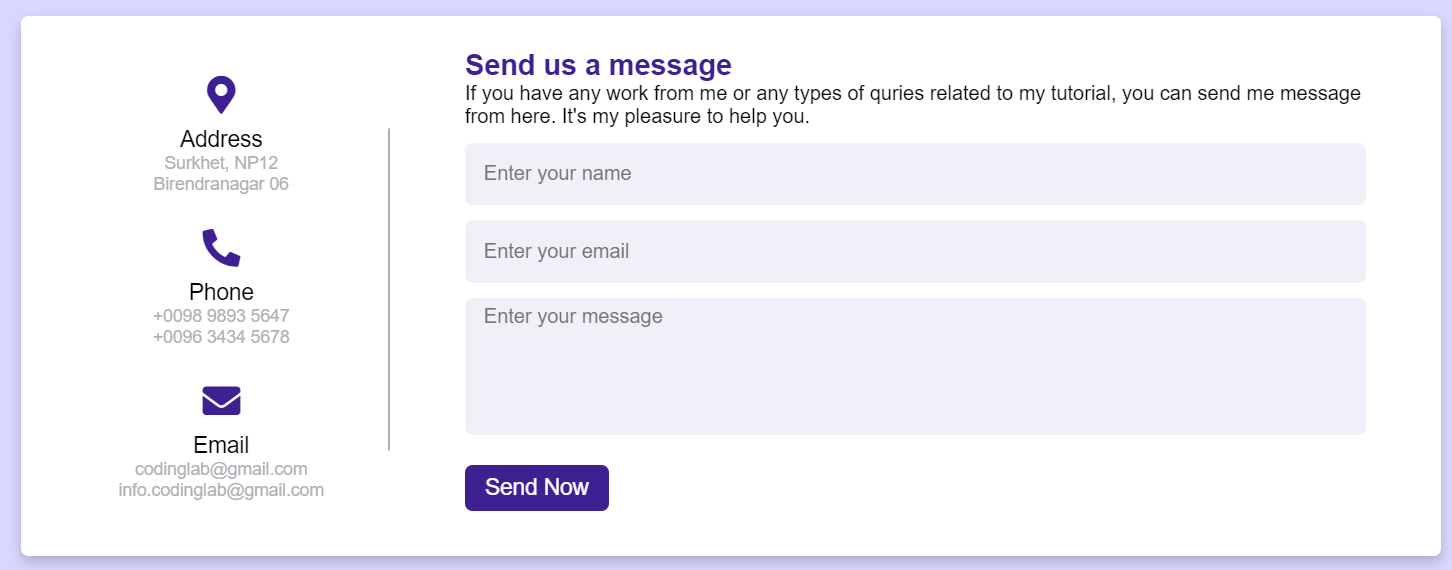 Address
Surkhet, NP12
Birendranagar 06
Phone
+0098 9893 5647
+0096 3434 5678
Email
codinglab@gmail.com
info.codinglab@gmail.com
Send us a message
If you have any work from me or any types of quries related to my tutorial, you can send me message
from here. It's my pleasure to help you.
Enter your name
Enter your email
Enter your message
Send Now